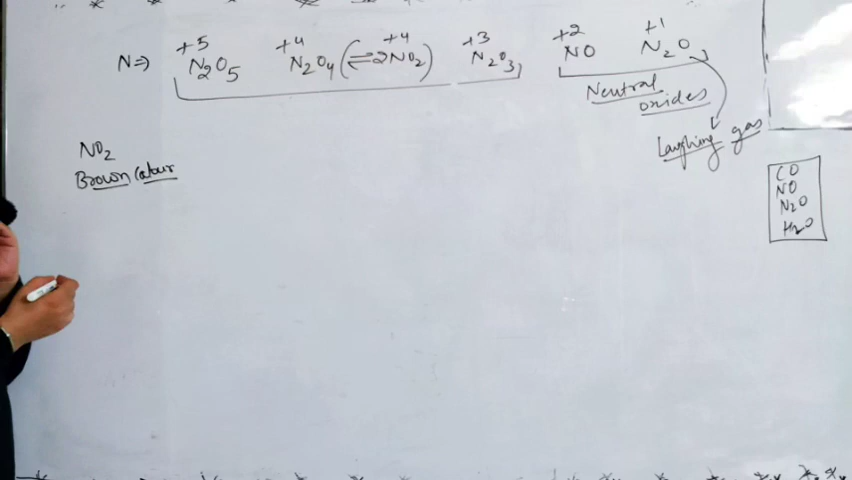 +5 +4 +4 +3 +2 +1
N⇒ N2O5 N2O4(⇌2NO2) N2O3, NO N2O
Neutral
oxides
Laughing gas
NO2
Brown Colour
CO
NO
N2O
H2O